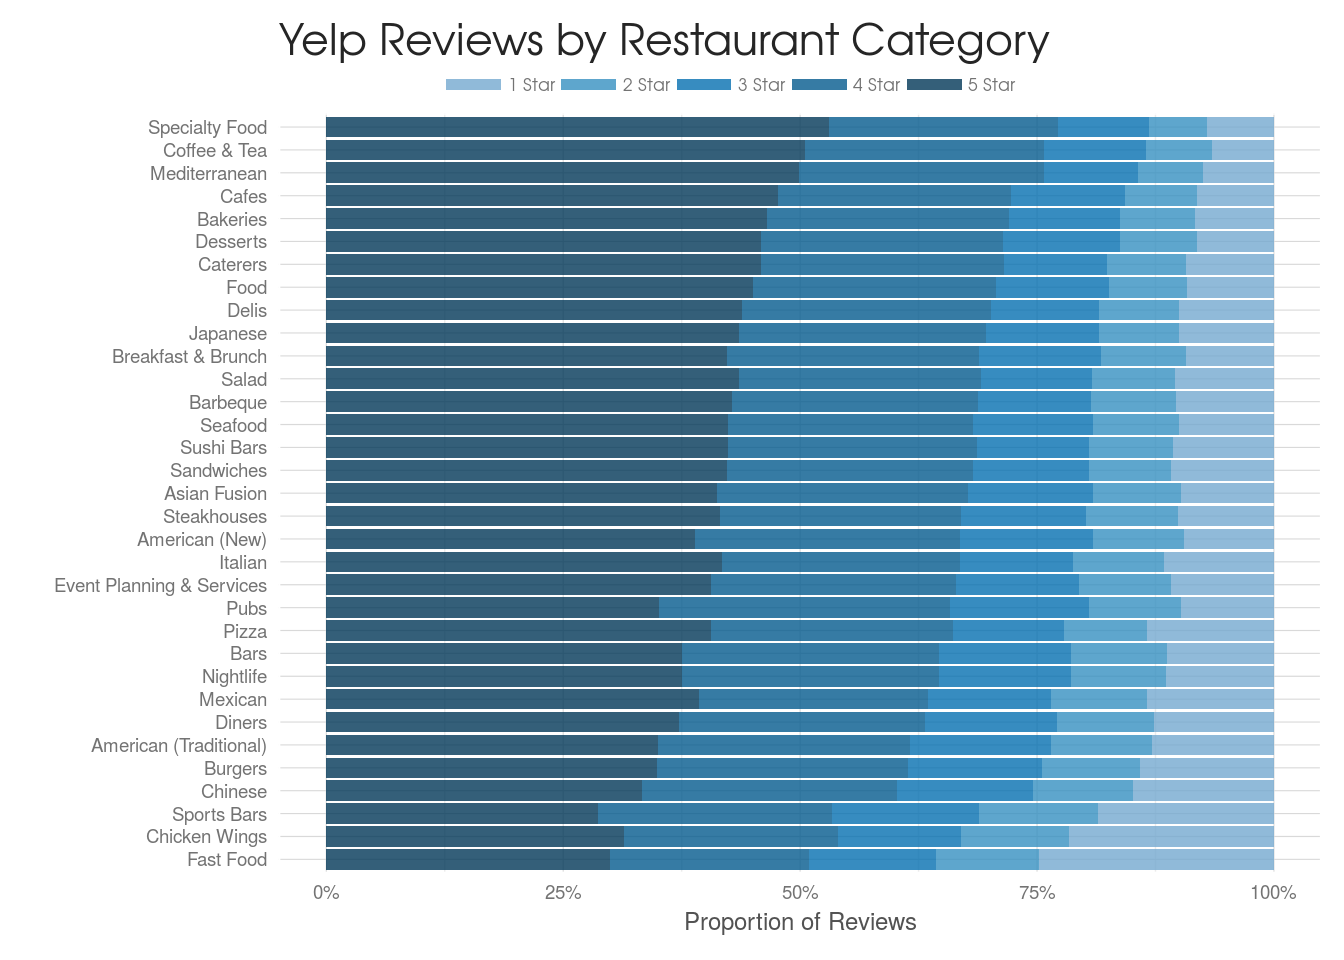 Yelp Reviews by Restaurant Category
1 Star 2 Star 3 Star 4 Star 5 Star
Specialty Food
Coffee & Tea
Mediterranean
Cafes
Bakeries
Desserts
Caterers
Food
Delis
Japanese
Breakfast & Brunch
Salad
Barbeque
Seafood
Sushi Bars
Sandwiches
Asian Fusion
Steakhouses
American (New)
Italian
Event Planning & Services
Pubs
Pizza
Bars
Nightlife
Mexican
Diners
American (Traditional)
Burgers
Chinese
Sports Bars
Chicken Wings
Fast Food
0% 25% 50% 75% 100%
Proportion of Reviews